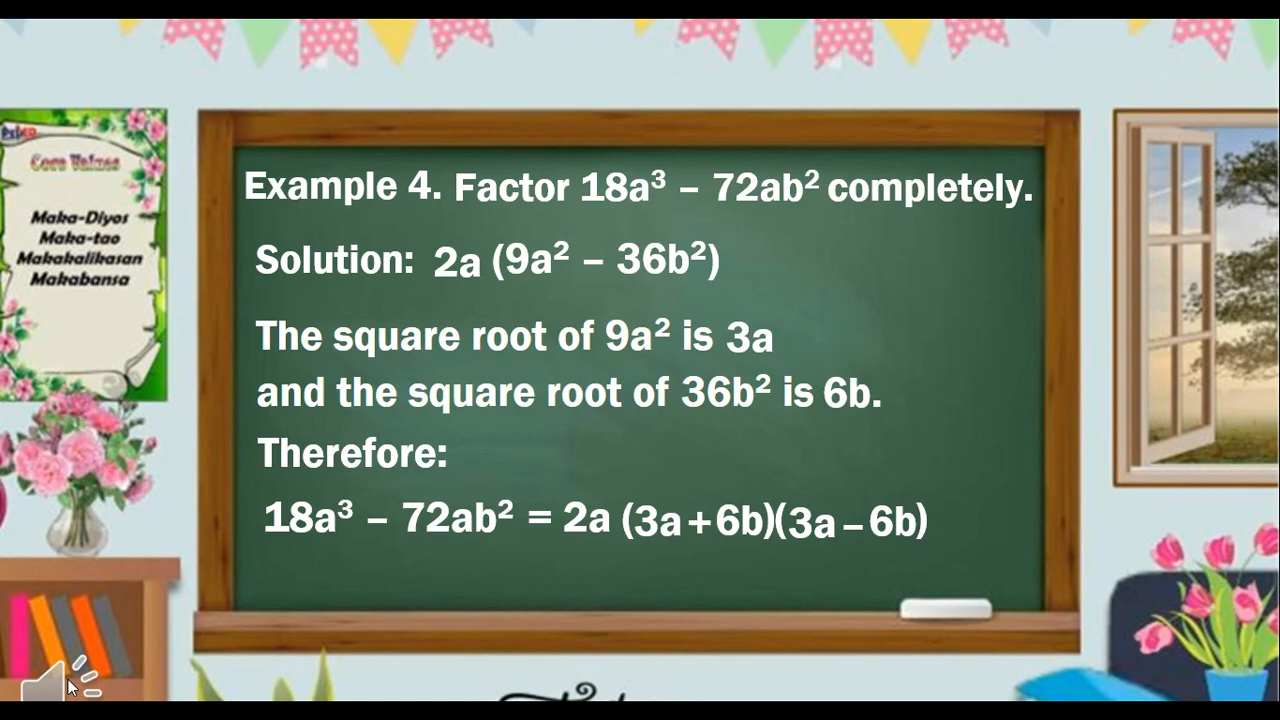 Example 4. Factor 18a³ – 72ab² completely.
Solution: 2a (9a² – 36b²)
The square root of 9a² is 3a
and the square root of 36b² is 6b.
Therefore:
18a³ – 72ab² = 2a (3a+6b)(3a–6b)
DepED
Core Values
Maka-Diyos
Maka-tao
Makakalikasan
Makabansa